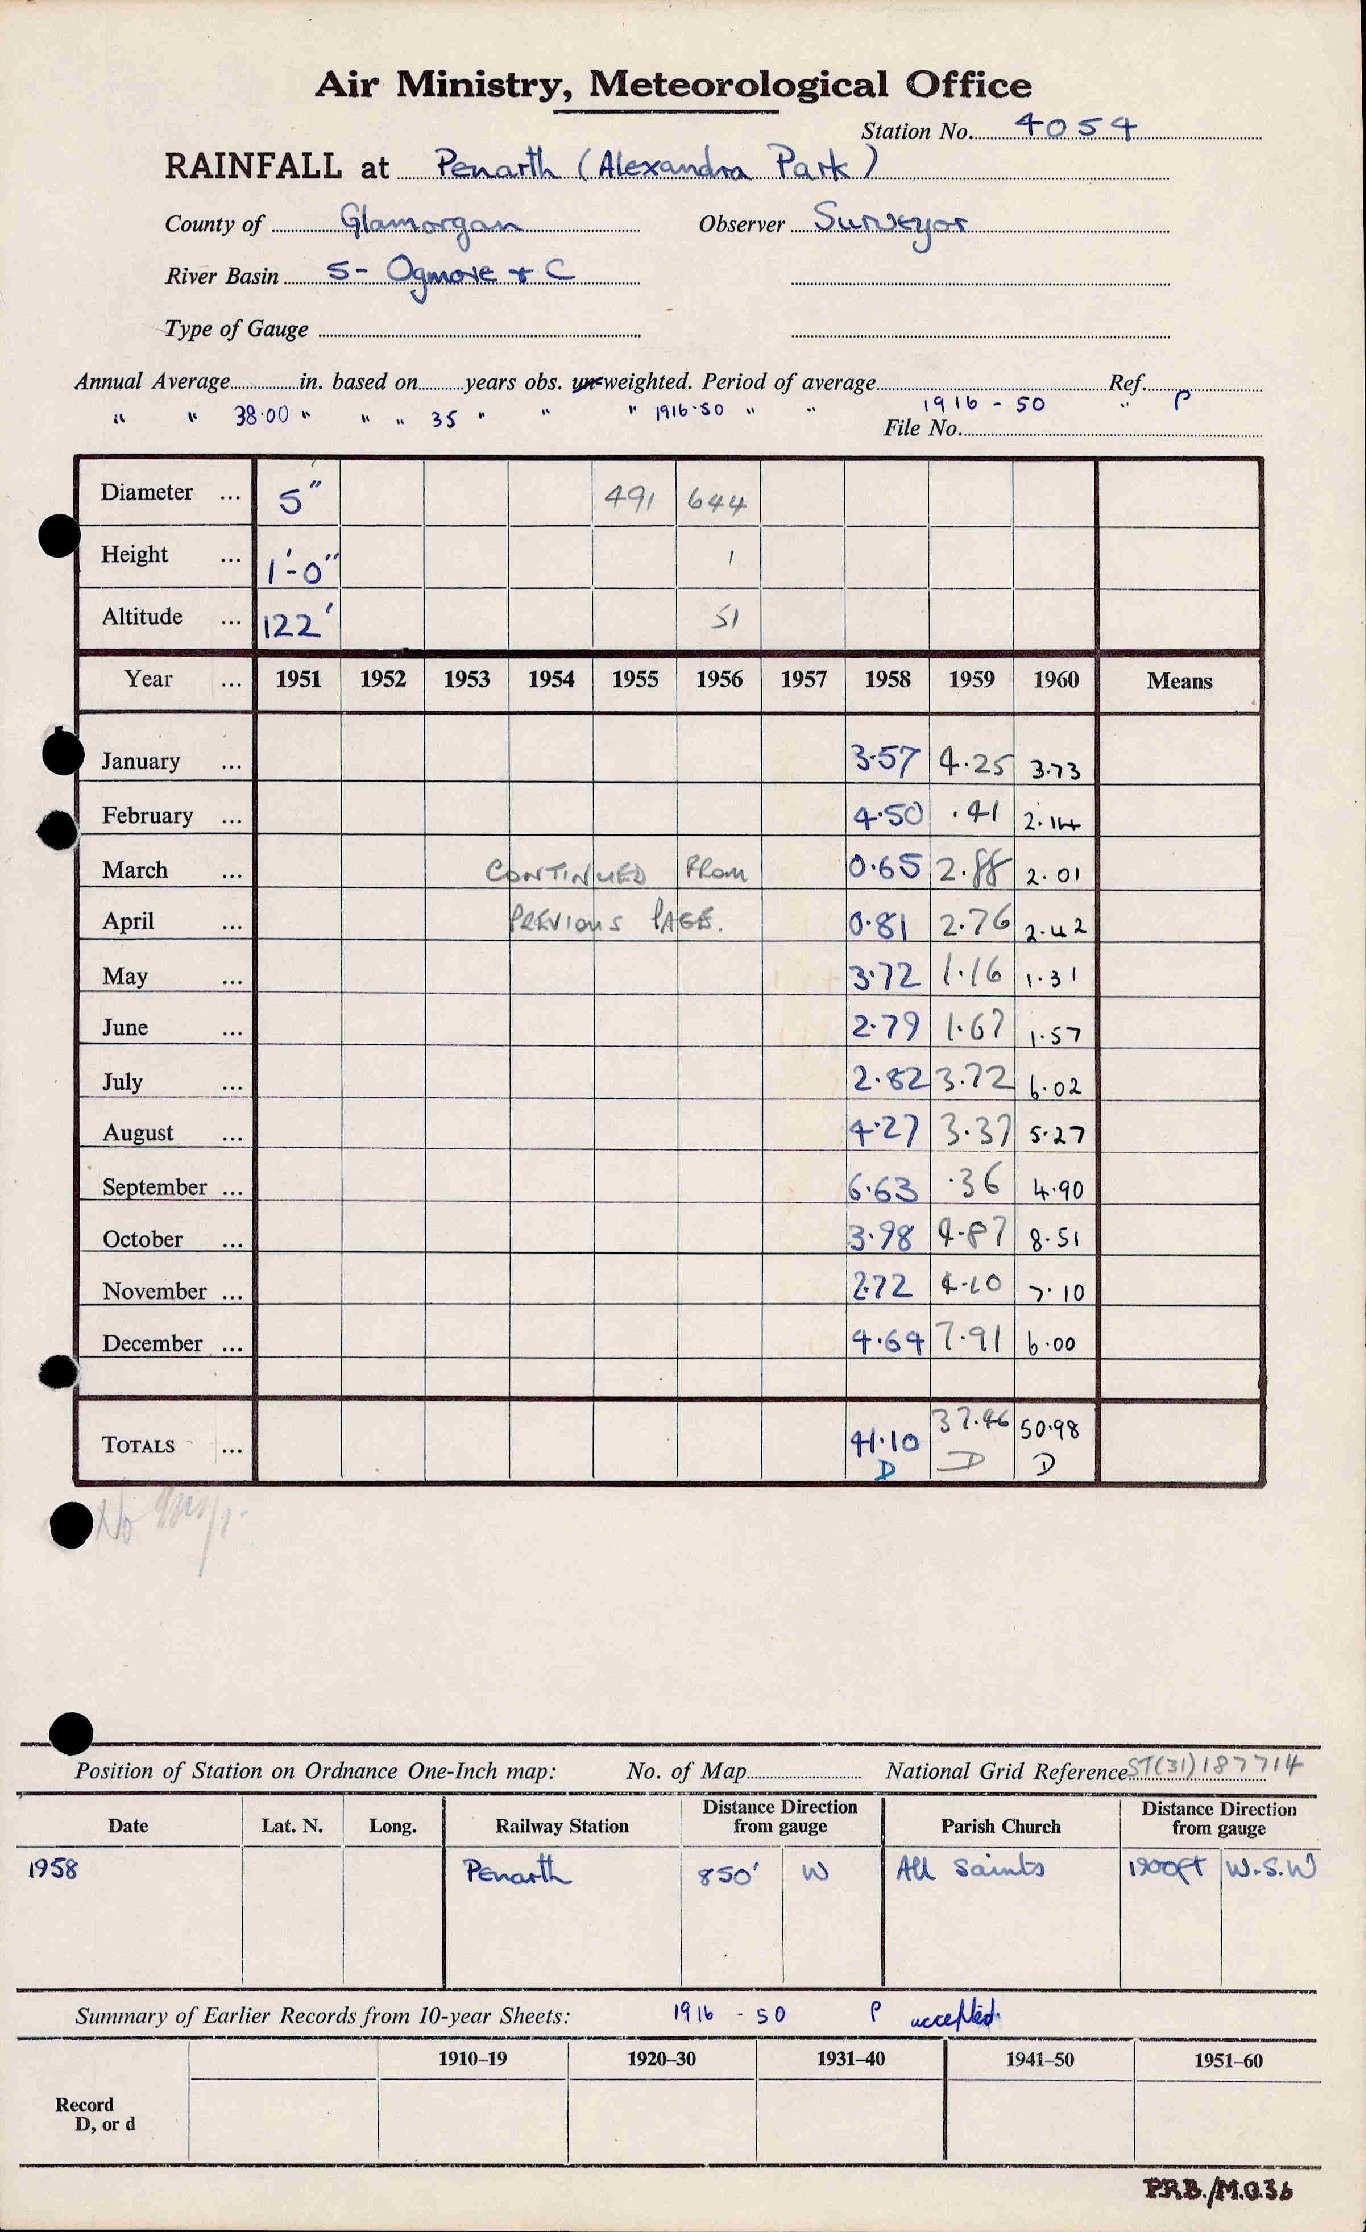 Air Ministry, Meteorological Office
Station No. 4054
RAINFALL at Penarth (Alexandra Park)
County of Glamorgan Observer Surveyor
River Basin 5- Ogmore + C
Type of Gauge
Annual Average in. based on years obs. un-weighted. Period of average Ref.
" " 38.00 " " " 35 " " " 1916-50 " " 1916 - 50 " P
File No.
Diameter ... 5" 491 644
Height ... 1'-0" 1
Altitude ... 122' 51
Year ... 1951 1952 1953 1954 1955 1956 1957 1958 1959 1960 Means
January ... 3.57 4.25 3.73
February ... 4.50 .41 2.14
March ... CONTINUED FROM 0.65 2.88 2.01
April ... PREVIOUS PAGE. 0.81 2.76 2.42
May ... 3.72 1.16 1.31
June ... 2.79 1.67 1.57
July ... 2.82 3.72 6.02
August ... 4.27 3.37 5.27
September ... 6.63 .36 4.90
October ... 3.98 4.87 8.51
November ... 2.72 4.10 7.10
December ... 4.64 7.91 6.00
TOTALS ... 41.10 37.46 50.98
D D D
No
Position of Station on Ordnance One-Inch map: No. of Map National Grid Reference ST(31)187714
Date Lat. N. Long. Railway Station Distance Direction from gauge Parish Church Distance Direction from gauge
1958 Penarth 850' W All Saints 1900ft W.S.W
Summary of Earlier Records from 10-year Sheets: 1916 - 50 P accepted.
1910–19 1920–30 1931–40 1941–50 1951–60
Record
D, or d
P.R.B./M.O.36